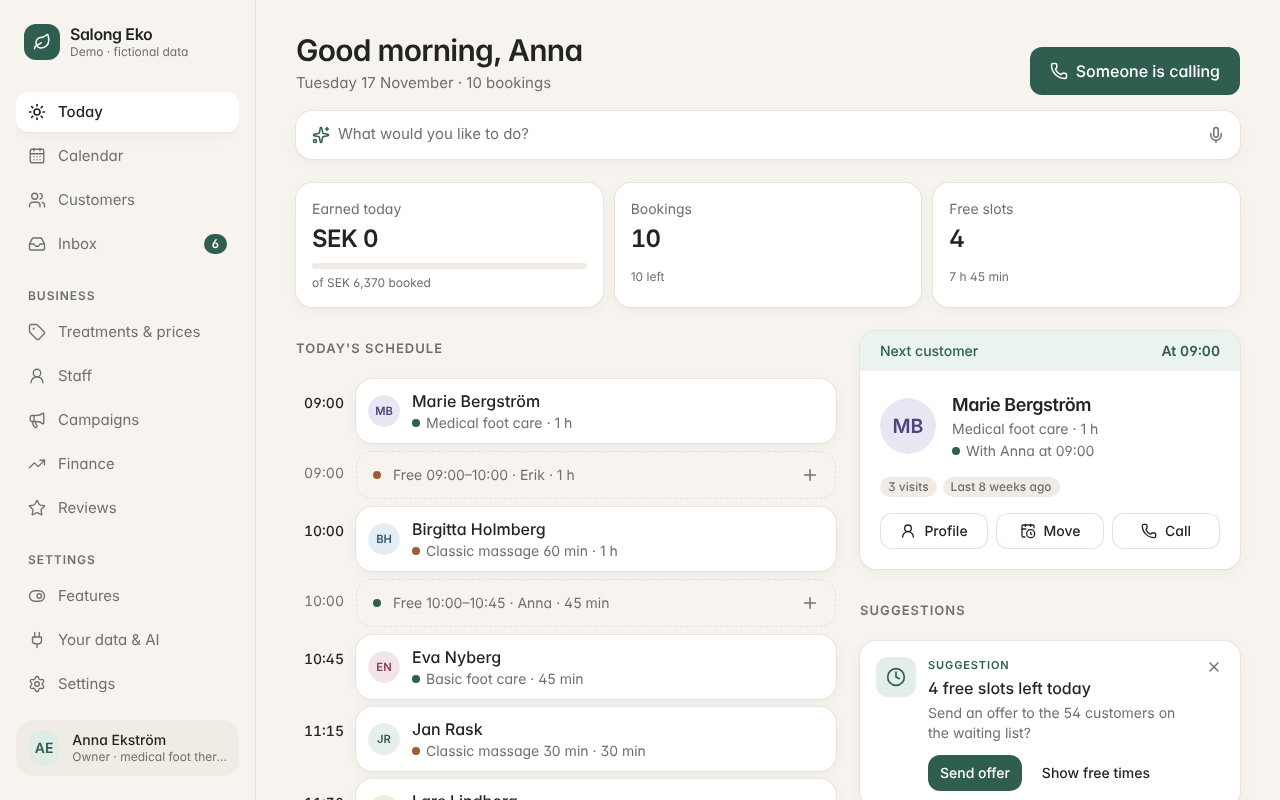 Salong Eko
Demo · fictional data
Today
Calendar
Customers
Inbox
6
BUSINESS
Treatments & prices
Staff
Campaigns
Finance
Reviews
SETTINGS
Features
Your data & AI
Settings
AE
Anna Ekström
Owner · medical foot ther…
Good morning, Anna
Tuesday 17 November · 10 bookings
Someone is calling
What would you like to do?
Earned today
SEK 0
of SEK 6,370 booked
Bookings
10
10 left
Free slots
4
7 h 45 min
TODAY'S SCHEDULE
09:00
MB
Marie Bergström
Medical foot care · 1 h
09:00
Free 09:00–10:00 · Erik · 1 h
10:00
BH
Birgitta Holmberg
Classic massage 60 min · 1 h
10:00
Free 10:00–10:45 · Anna · 45 min
10:45
EN
Eva Nyberg
Basic foot care · 45 min
11:15
JR
Jan Rask
Classic massage 30 min · 30 min
11:30
Lars Lindberg
Next customer
At 09:00
MB
Marie Bergström
Medical foot care · 1 h
With Anna at 09:00
3 visits
Last 8 weeks ago
Profile
Move
Call
SUGGESTIONS
SUGGESTION
4 free slots left today
Send an offer to the 54 customers on
the waiting list?
Send offer
Show free times